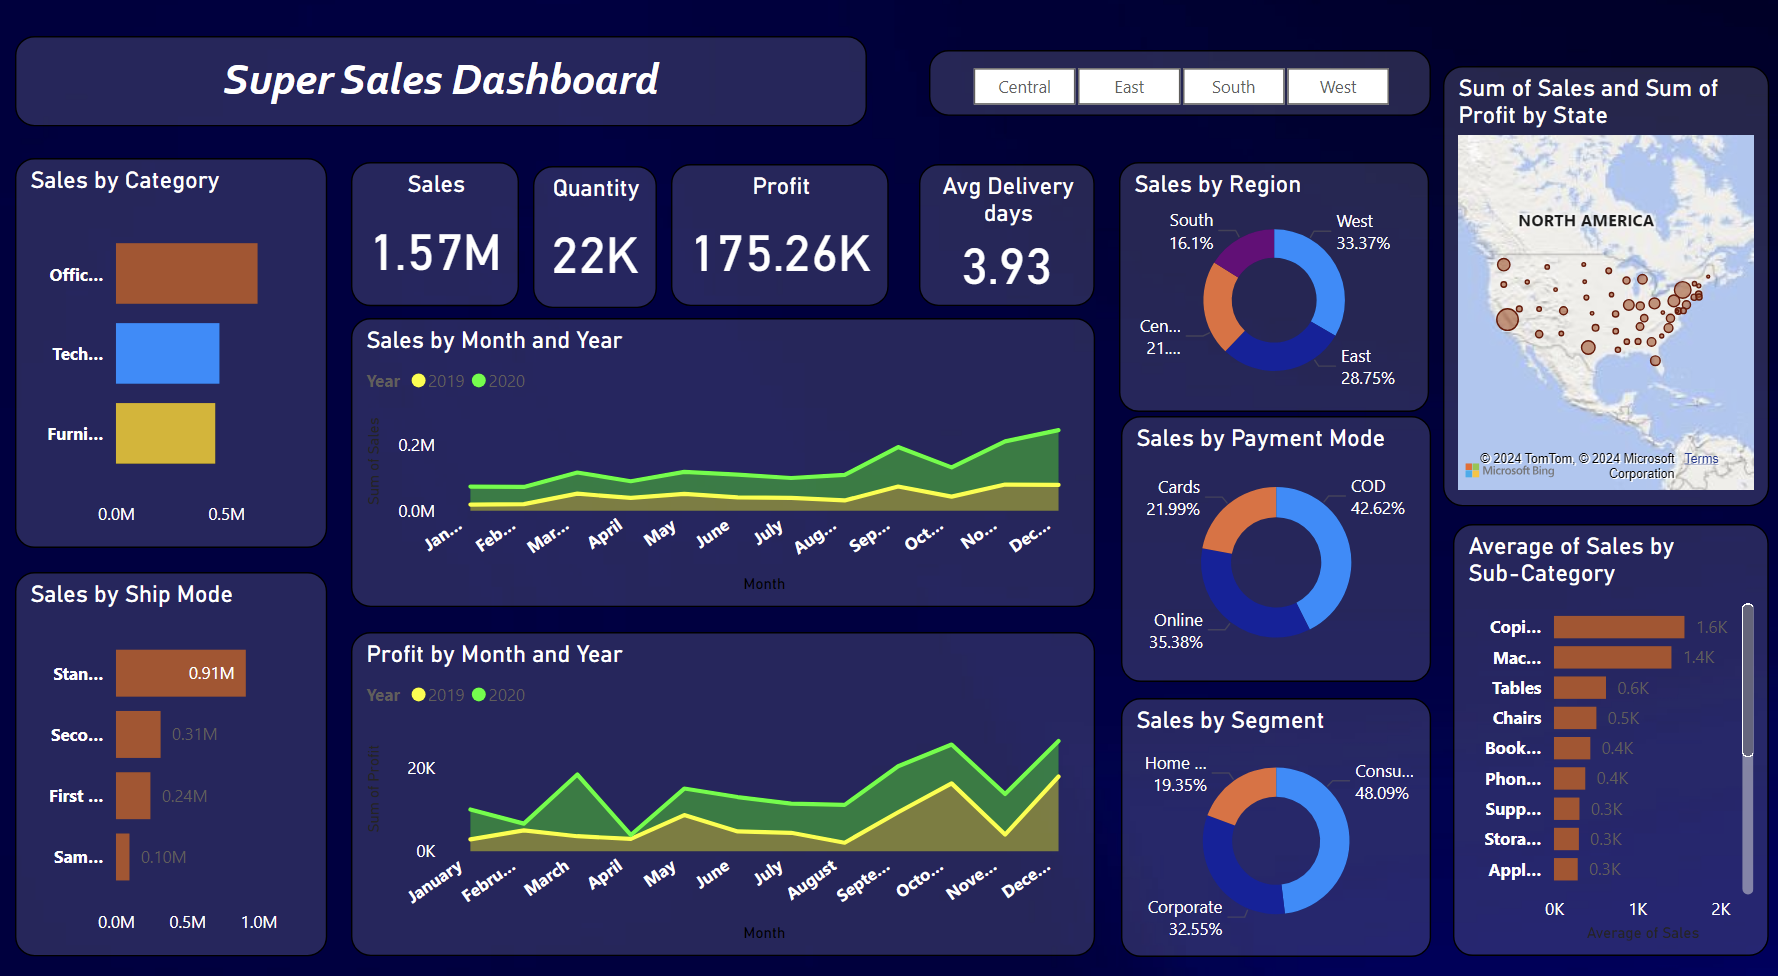 Super Sales Dashboard
Central
East
South
West
Sum of Sales and Sum of
Profit by State
NORTH AMERICA
© 2024 TomTom, © 2024 Microsoft
Corporation
Terms
Microsoft Bing
Sales by Category
Offic...
Tech...
Furni...
0.0M
0.5M
Sales
1.57M
Quantity
22K
Profit
175.26K
Avg Delivery
days
3.93
Sales by Region
South
16.1%
West
33.37%
Cen...
21....
East
28.75%
Sales by Month and Year
Year
2019
2020
Sum of Sales
0.2M
0.0M
Jan...
Feb...
Mar...
April
May
June
July
Aug...
Sep...
Oct...
No...
Dec...
Month
Sales by Payment Mode
Cards
21.99%
COD
42.62%
Online
35.38%
Sales by Ship Mode
Stan...
0.91M
Seco...
0.31M
First ...
0.24M
Sam...
0.10M
0.0M
0.5M
1.0M
Profit by Month and Year
Year
2019
2020
Sum of Profit
20K
0K
January
Febru...
March
April
May
June
July
August
Septe...
Octo...
Nove...
Dece...
Month
Sales by Segment
Home ...
19.35%
Consu...
48.09%
Corporate
32.55%
Average of Sales by
Sub-Category
Copi...
1.6K
Mac...
1.4K
Tables
0.6K
Chairs
0.5K
Book...
0.4K
Phon...
0.4K
Supp...
0.3K
Stora...
0.3K
Appl...
0.3K
0K
1K
2K
Average of Sales